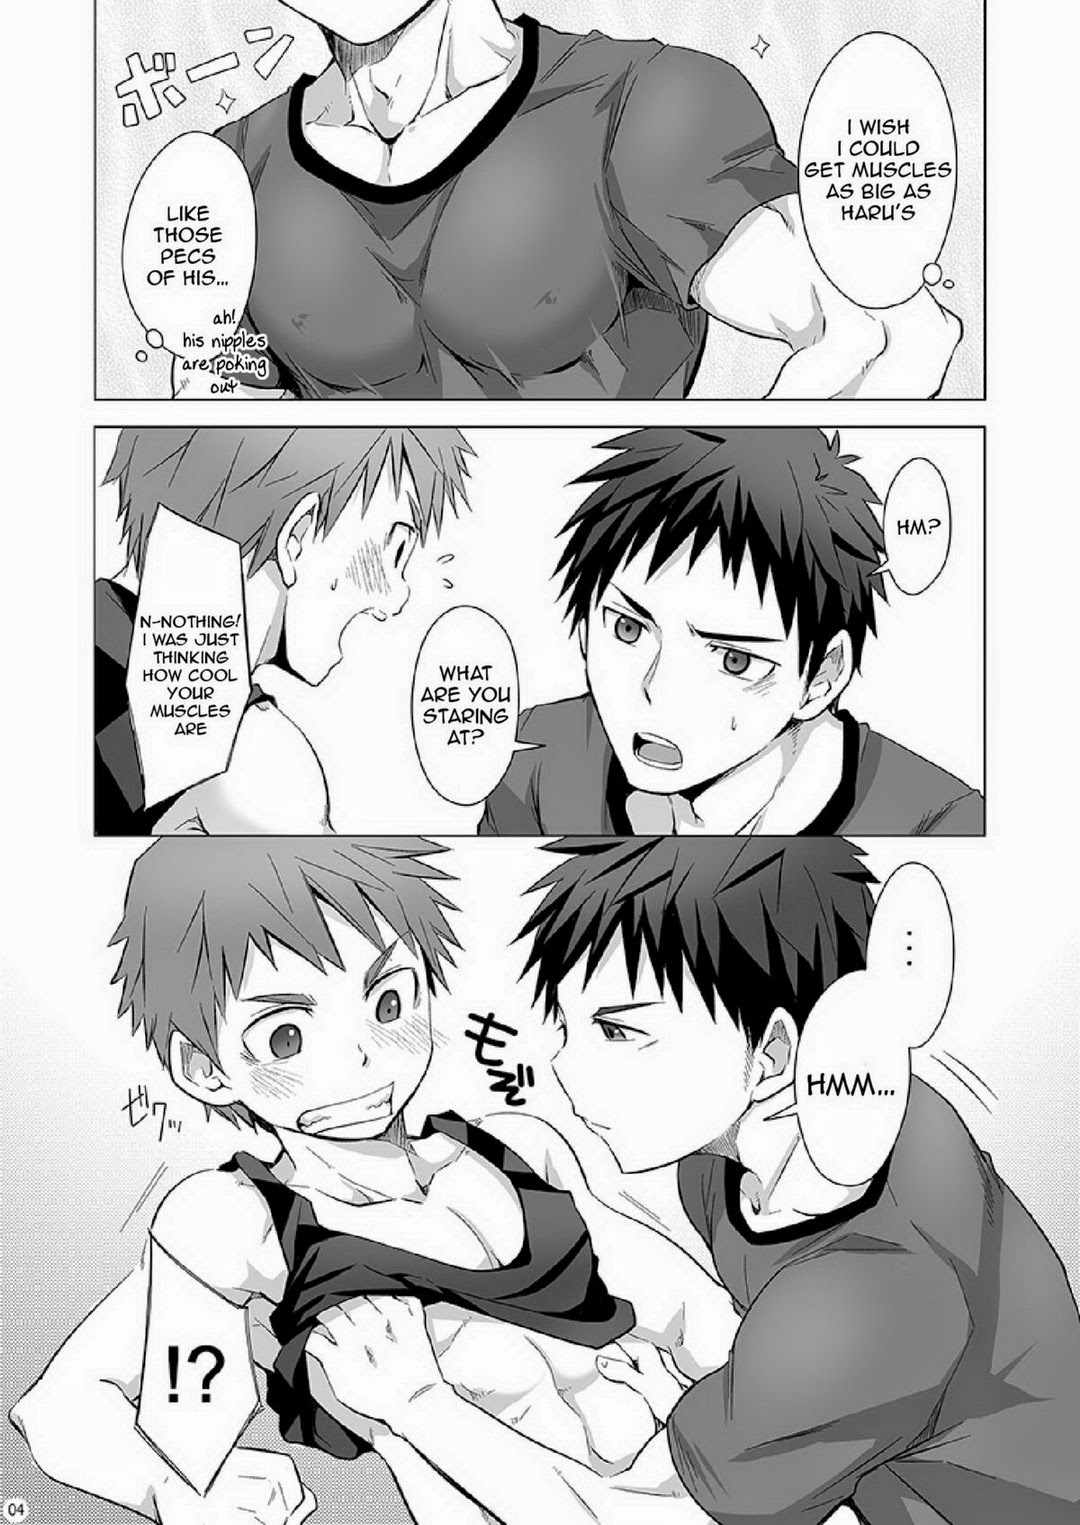 ボーン
I WISH
I COULD
GET MUSCLES
AS BIG AS
HARU'S
LIKE
THOSE
PECS
OF HIS...
ah!
his nipples
are poking
out
HM?
WHAT
ARE YOU
STARING
AT?
N-NOTHING!
I WAS JUST
THINKING
HOW COOL
YOUR
MUSCLES
ARE
...
HMM...
もぞ
ビクッ
!?
04